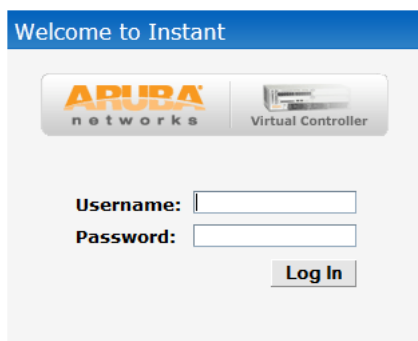 Welcome to Instant
ARUBA
networks
Virtual Controller
Username:
Password:
Log In